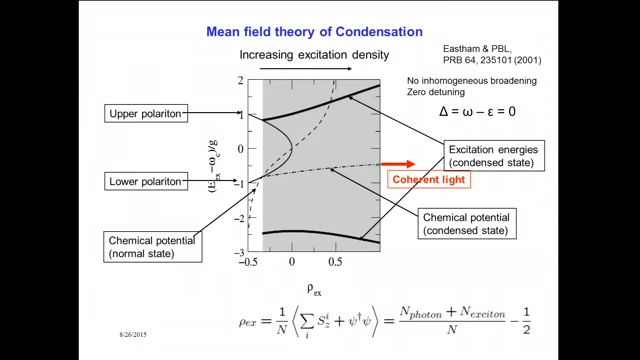 Mean field theory of Condensation
Increasing excitation density
Eastham & PBL,
PRB 64, 235101 (2001)
No inhomogeneous broadening
Zero detuning
Δ = ω – ε = 0
Upper polariton
Lower polariton
Chemical potential
(normal state)
Excitation energies
(condensed state)
Coherent light
Chemical potential
(condensed state)
(E_ex − ω_c)/g
2
1
0
−1
−2
−3
−0.5 0 0.5
ρ_ex
ρ_ex = 1/N ⟨ ∑_i S_z^i + ψ†ψ ⟩ = (N_photon + N_exciton)/N − 1/2
8/26/2015